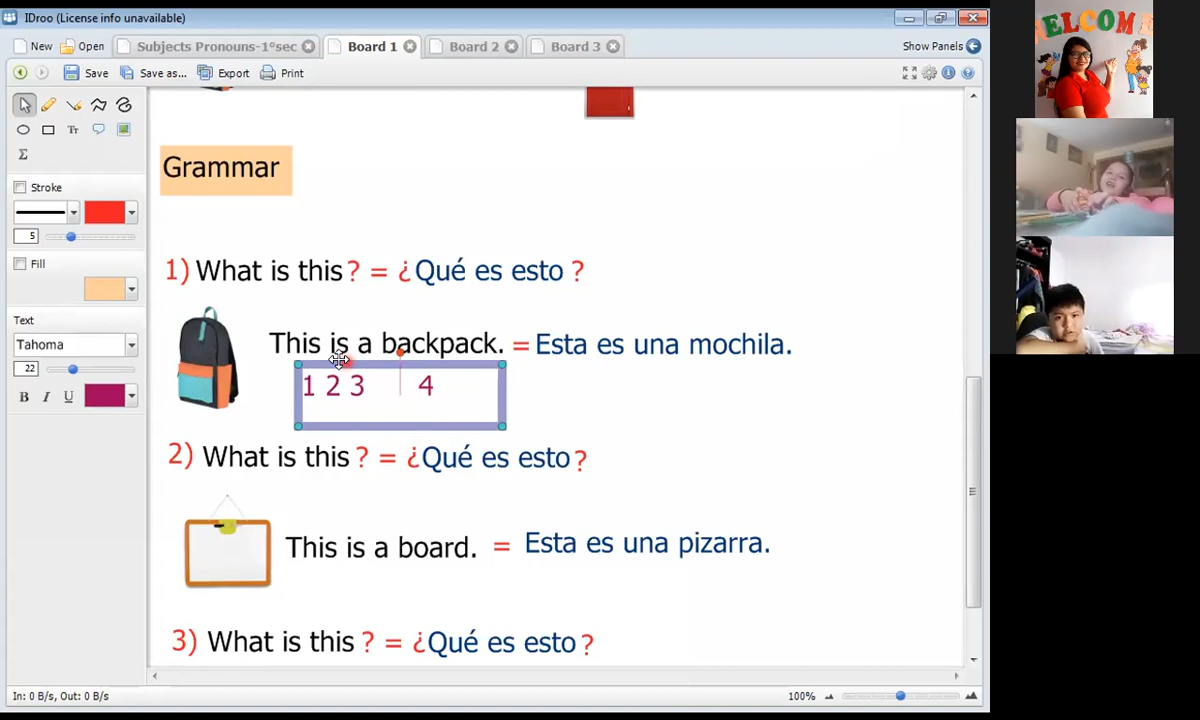 IDroo (License info unavailable)
New Open Subjects Pronouns-1°sec Board 1 Board 2 Board 3 Show Panels
Save Save as... Export Print
Tт
Σ
Stroke
5
Fill
Text
Tahoma
22
B I U
Grammar
1) What is this? = ¿Qué es esto ?
This is a backpack. = Esta es una mochila.
1 2 3 4
2) What is this ? = ¿Qué es esto?
This is a board. = Esta es una pizarra.
3) What is this ? = ¿Qué es esto ?
In: 0 B/s, Out: 0 B/s 100%
WELCOME